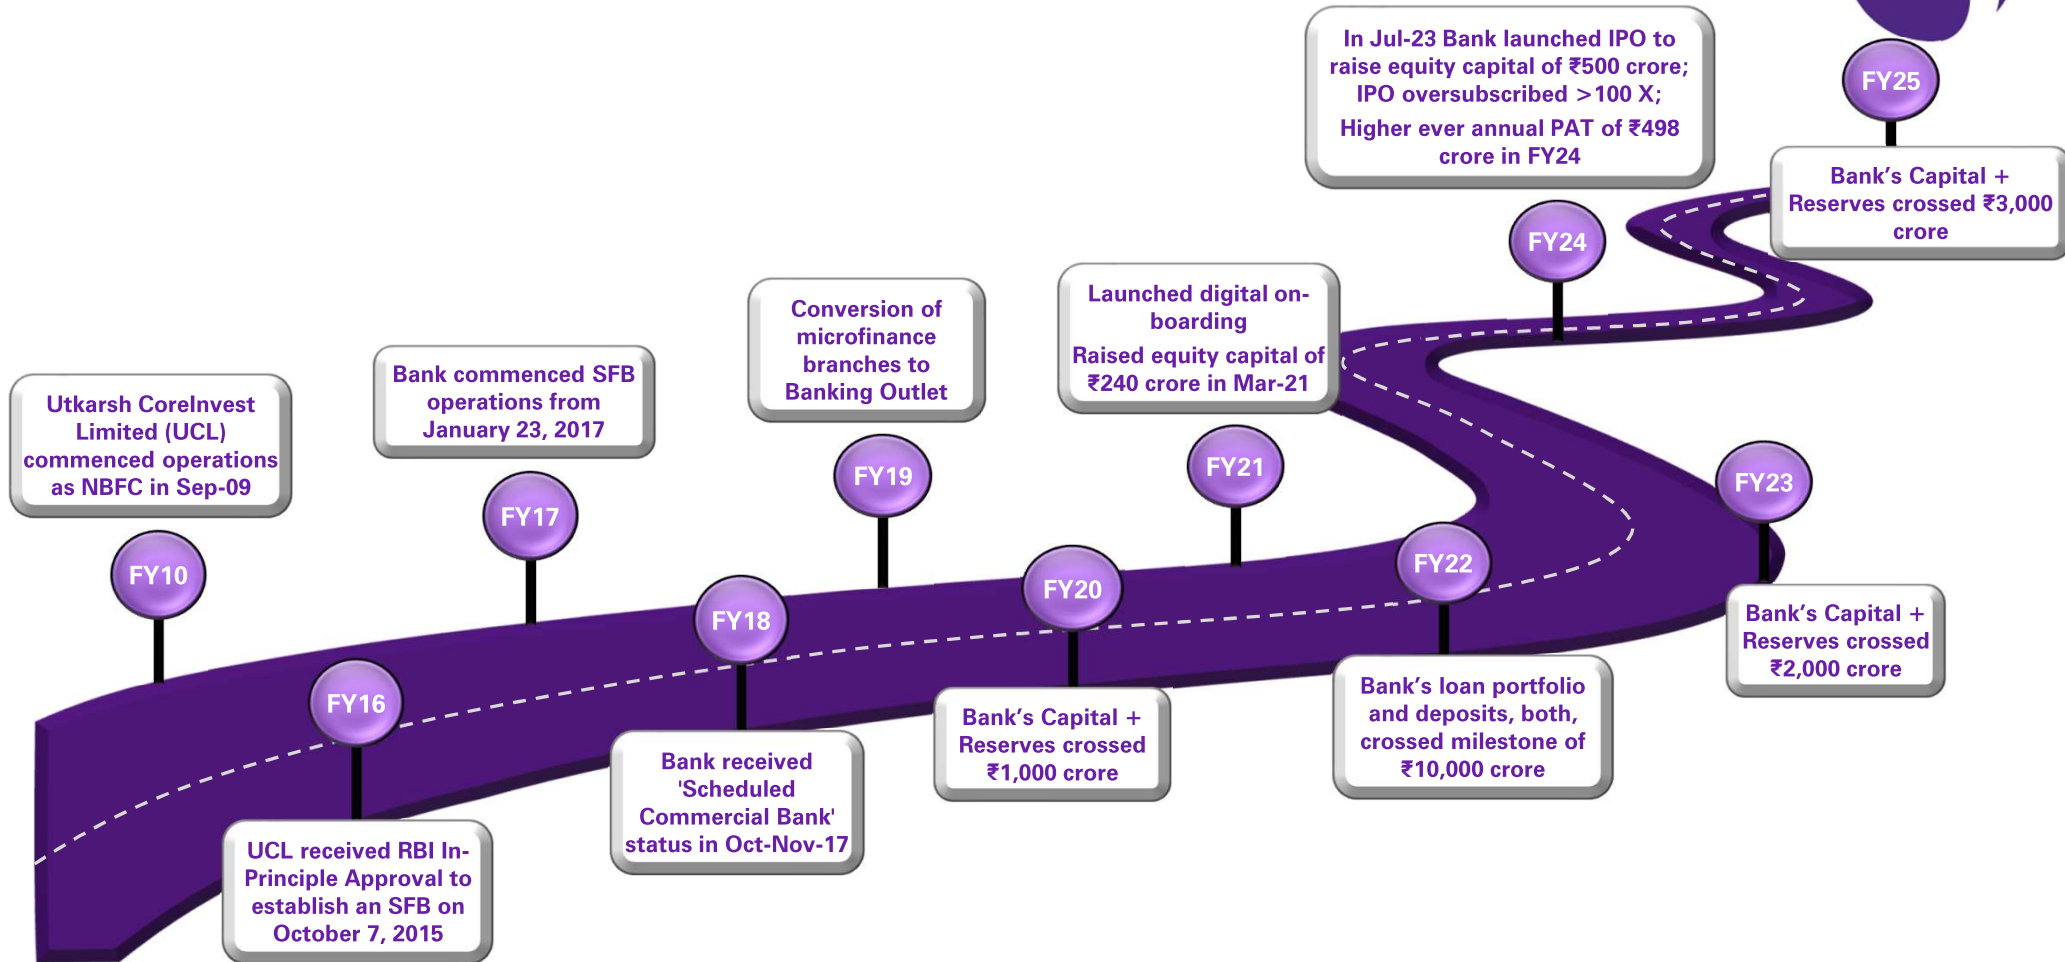 Utkarsh CoreInvest
Limited (UCL)
commenced operations
as NBFC in Sep-09
FY10
FY16
UCL received RBI In-
Principle Approval to
establish an SFB on
October 7, 2015
Bank commenced SFB
operations from
January 23, 2017
FY17
FY18
Bank received
'Scheduled
Commercial Bank'
status in Oct-Nov-17
Conversion of
microfinance
branches to
Banking Outlet
FY19
FY20
Bank’s Capital +
Reserves crossed
₹1,000 crore
Launched digital on-
boarding
Raised equity capital of
₹240 crore in Mar-21
FY21
FY22
Bank’s loan portfolio
and deposits, both,
crossed milestone of
₹10,000 crore
FY23
Bank’s Capital +
Reserves crossed
₹2,000 crore
In Jul-23 Bank launched IPO to
raise equity capital of ₹500 crore;
IPO oversubscribed >100 X;
Higher ever annual PAT of ₹498
crore in FY24
FY24
FY25
Bank’s Capital +
Reserves crossed ₹3,000
crore